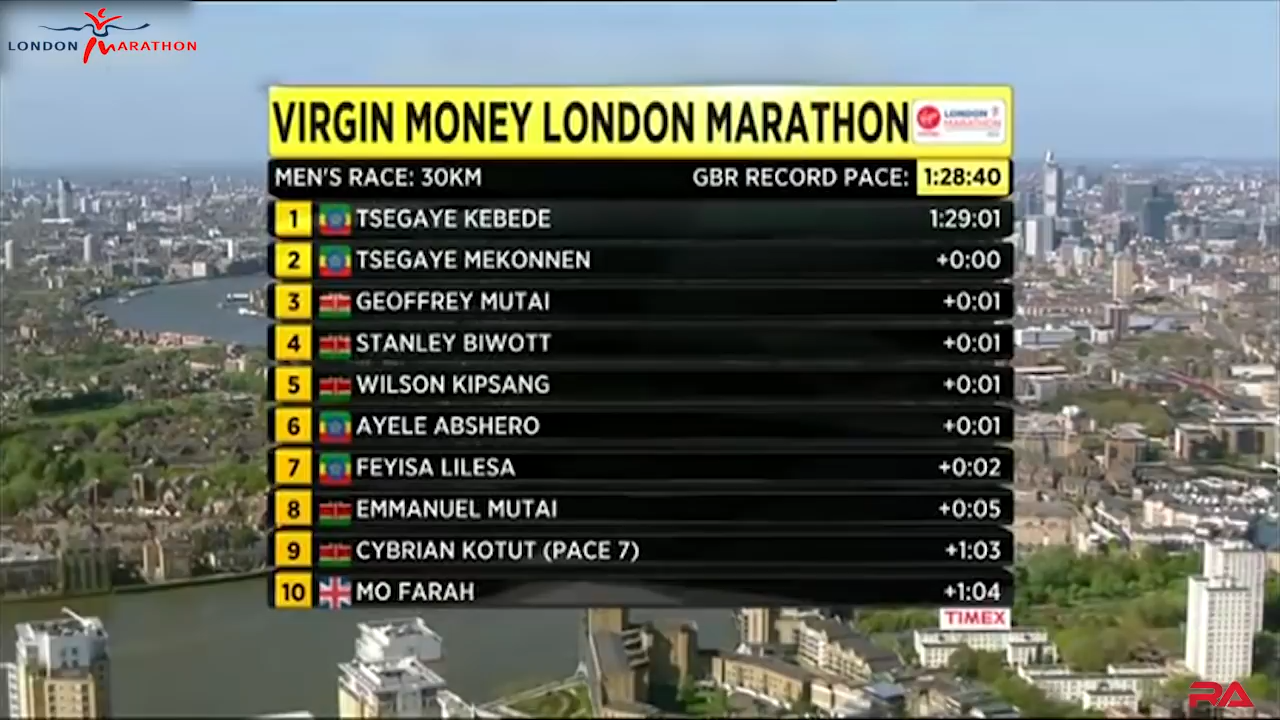 LONDON MARATHON
VIRGIN MONEY LONDON MARATHON
LONDON
MARATHON
MEN'S RACE: 30KM GBR RECORD PACE: 1:28:40
1 TSEGAYE KEBEDE 1:29:01
2 TSEGAYE MEKONNEN +0:00
3 GEOFFREY MUTAI +0:01
4 STANLEY BIWOTT +0:01
5 WILSON KIPSANG +0:01
6 AYELE ABSHERO +0:01
7 FEYISA LILESA +0:02
8 EMMANUEL MUTAI +0:05
9 CYBRIAN KOTUT (PACE 7) +1:03
10 MO FARAH +1:04
TIMEX
RA